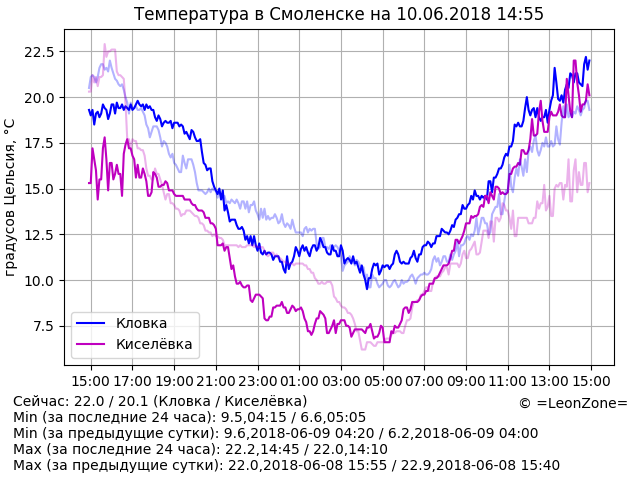 Температура в Смоленске на 10.06.2018 14:55
градусов Цельсия, °C
22.5
20.0
17.5
15.0
12.5
10.0
7.5
Кловка
Киселёвка
15:00 17:00 19:00 21:00 23:00 01:00 03:00 05:00 07:00 09:00 11:00 13:00 15:00
Сейчас: 22.0 / 20.1 (Кловка / Киселёвка)
© =LeonZone=
Min (за последние 24 часа): 9.5,04:15 / 6.6,05:05
Min (за предыдущие сутки): 9.6,2018-06-09 04:20 / 6.2,2018-06-09 04:00
Max (за последние 24 часа): 22.2,14:45 / 22.0,14:10
Max (за предыдущие сутки): 22.0,2018-06-08 15:55 / 22.9,2018-06-08 15:40